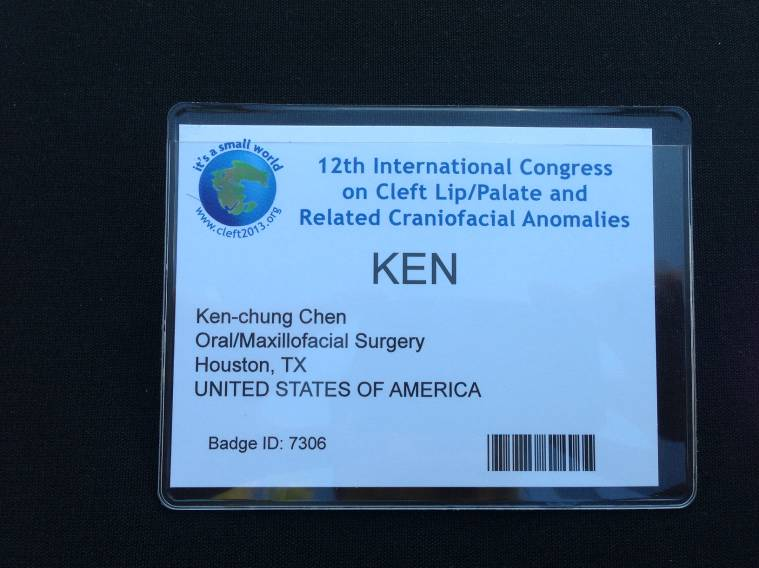 it's a small world
www.cleft2013.org
12th International Congress
on Cleft Lip/Palate and
Related Craniofacial Anomalies
KEN
Ken-chung Chen
Oral/Maxillofacial Surgery
Houston, TX
UNITED STATES OF AMERICA
Badge ID: 7306